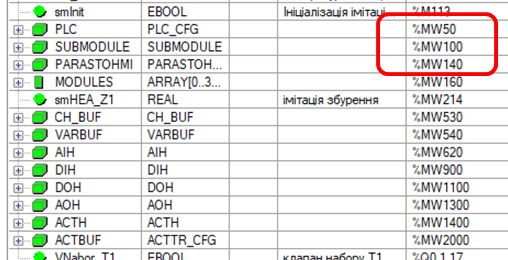 smInit EBOOL Ініціалізація імітаці. %M113
PLC PLC_CFG %MW50
SUBMODULE SUBMODULE %MW100
PARASTOHMI PARASTOH... %MW140
MODULES ARRAY[0..3... %MW160
smHEA_Z1 REAL імітація збурення %MW214
CH_BUF CH_BUF %MW530
VARBUF VARBUF %MW540
AIH AIH %MW620
DIH DIH %MW900
DOH DOH %MW1100
AOH AOH %MW1300
ACTH ACTH %MW1400
ACTBUF ACTTR_CFG %MW2000
VNabor_T1 EBOOL клапан набору T1 %Q0.1.17